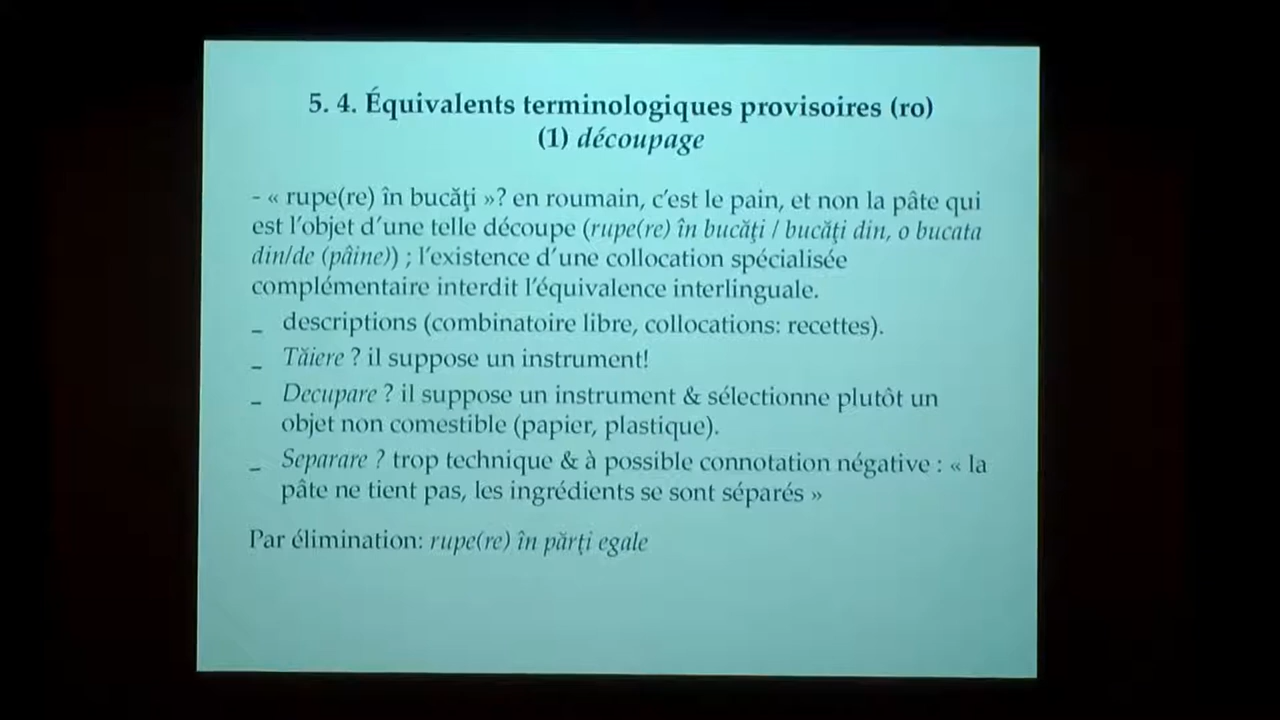 5. 4. Équivalents terminologiques provisoires (ro)
(1) découpage
- « rupe(re) în bucăţi »? en roumain, c’est le pain, et non la pâte qui
est l’objet d’une telle découpe (rupe(re) în bucăţi / bucăţi din, o bucata
din/de (pâine)) ; l’existence d’une collocation spécialisée
complémentaire interdit l’équivalence interlinguale.
_ descriptions (combinatoire libre, collocations: recettes).
_ Tăiere ? il suppose un instrument!
_ Decupare ? il suppose un instrument & sélectionne plutôt un
objet non comestible (papier, plastique).
_ Separare ? trop technique & à possible connotation négative : « la
pâte ne tient pas, les ingrédients se sont séparés »
Par élimination: rupe(re) în părţi egale